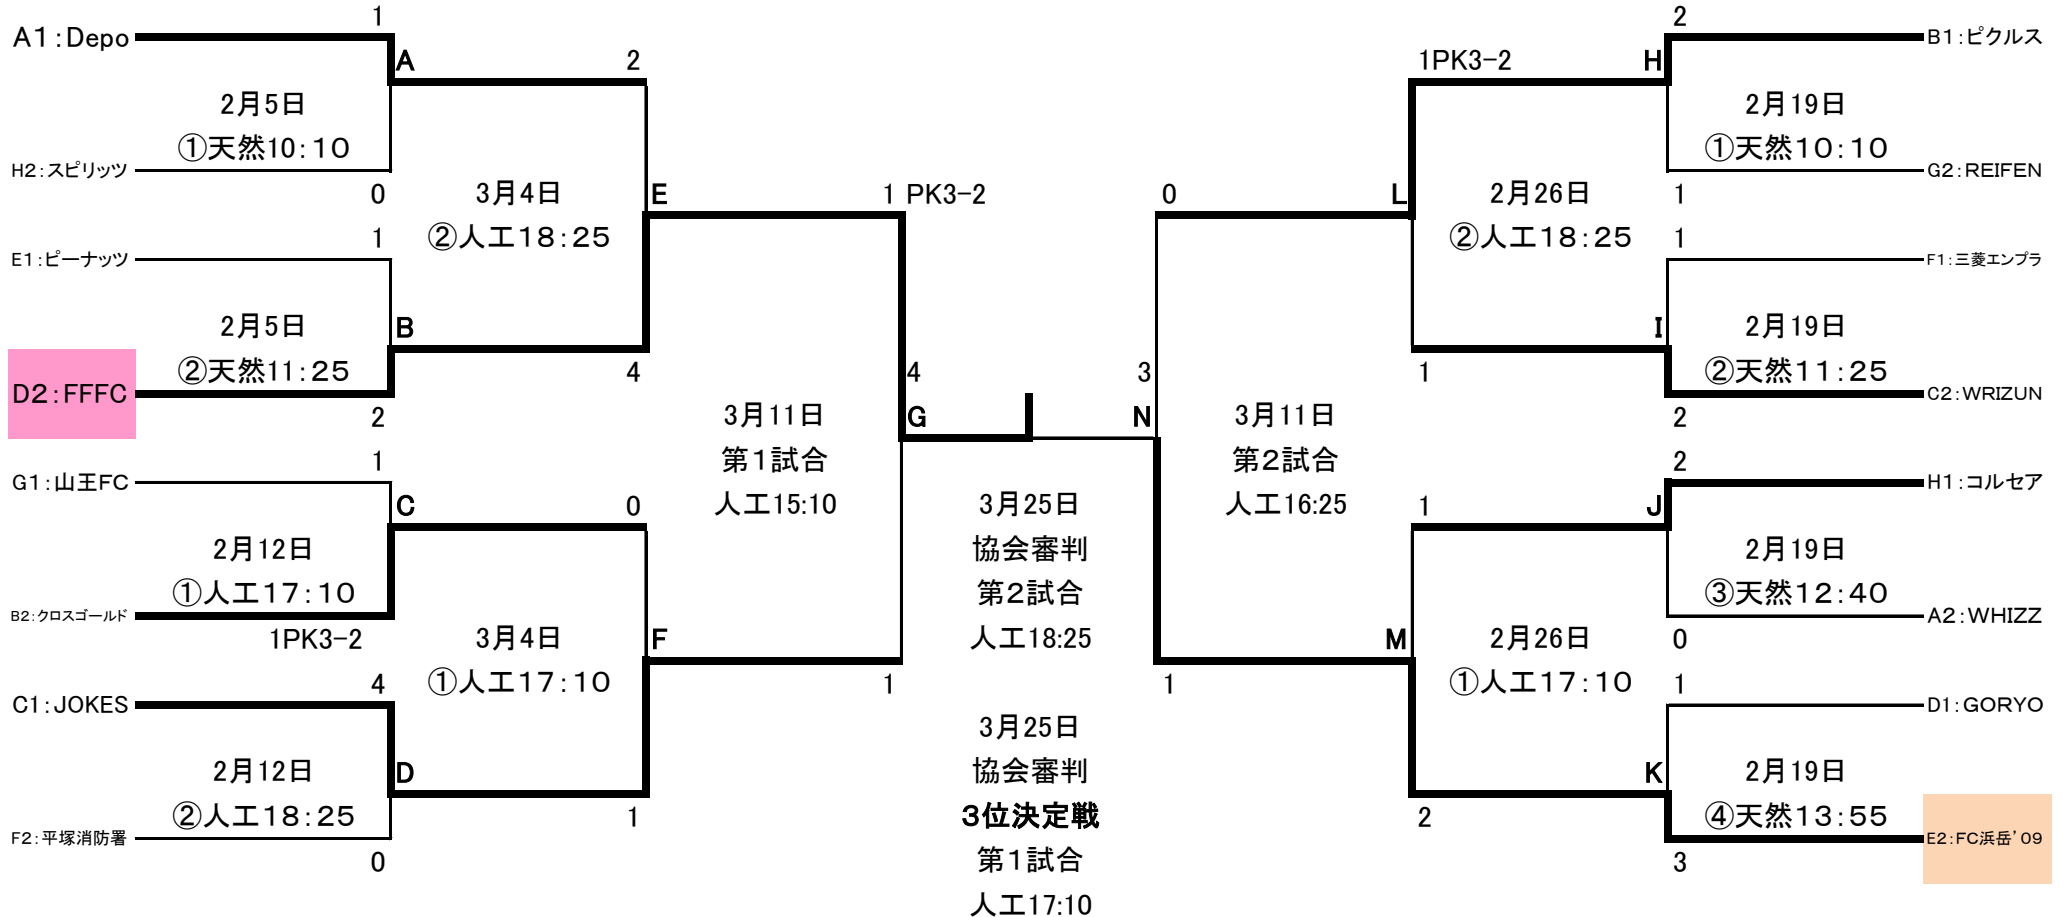 1
A1:Depo
A
2
2月5日
①天然10:10
H2:スピリッツ
0
3月4日
②人工18:25
E
1 PK3-2
1
E1:ピーナッツ
2月5日
B
②天然11:25
D2:FFFC
4
2
3月11日
第1試合
人工15:10
4
G
1
G1:山王FC
C
0
2月12日
①人工17:10
B2:クロスゴールド
1PK3-2
3月4日
①人工17:10
F
1
4
C1:JOKES
2月12日
D
②人工18:25
F2:平塚消防署
1
0
3月25日
協会審判
第2試合
人工18:25
3月25日
協会審判
3位決定戦
第1試合
人工17:10
2
B1:ピクルス
1PK3-2
H
2月19日
①天然10:10
G2:REIFEN
1
0
L
2月26日
②人工18:25
1
F1:三菱エンプラ
I
2月19日
②天然11:25
C2:WRIZUN
1
2
3
N
3月11日
第2試合
人工16:25
2
H1:コルセア
1
J
2月19日
③天然12:40
A2:WHIZZ
0
M
2月26日
①人工17:10
1
1
D1:GORYO
K
2月19日
④天然13:55
E2:FC浜岳’09
2
3